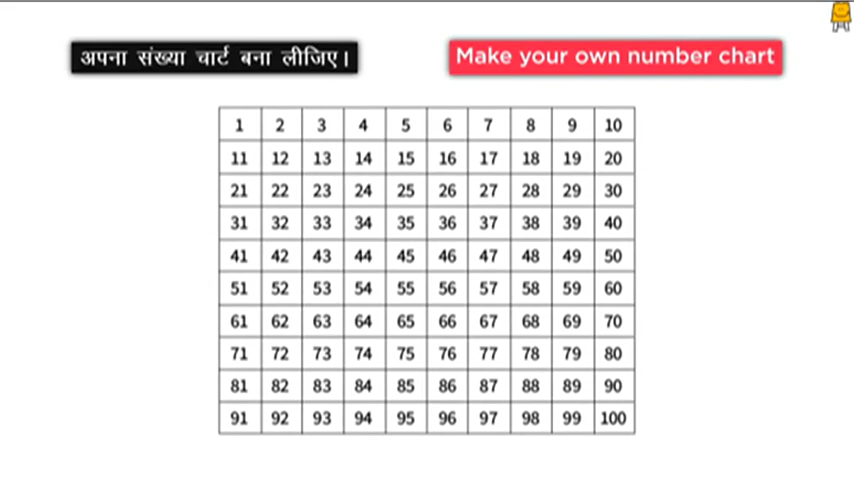 अपना संख्या चार्ट बना लीजिए।
Make your own number chart
1 2 3 4 5 6 7 8 9 10
11 12 13 14 15 16 17 18 19 20
21 22 23 24 25 26 27 28 29 30
31 32 33 34 35 36 37 38 39 40
41 42 43 44 45 46 47 48 49 50
51 52 53 54 55 56 57 58 59 60
61 62 63 64 65 66 67 68 69 70
71 72 73 74 75 76 77 78 79 80
81 82 83 84 85 86 87 88 89 90
91 92 93 94 95 96 97 98 99 100